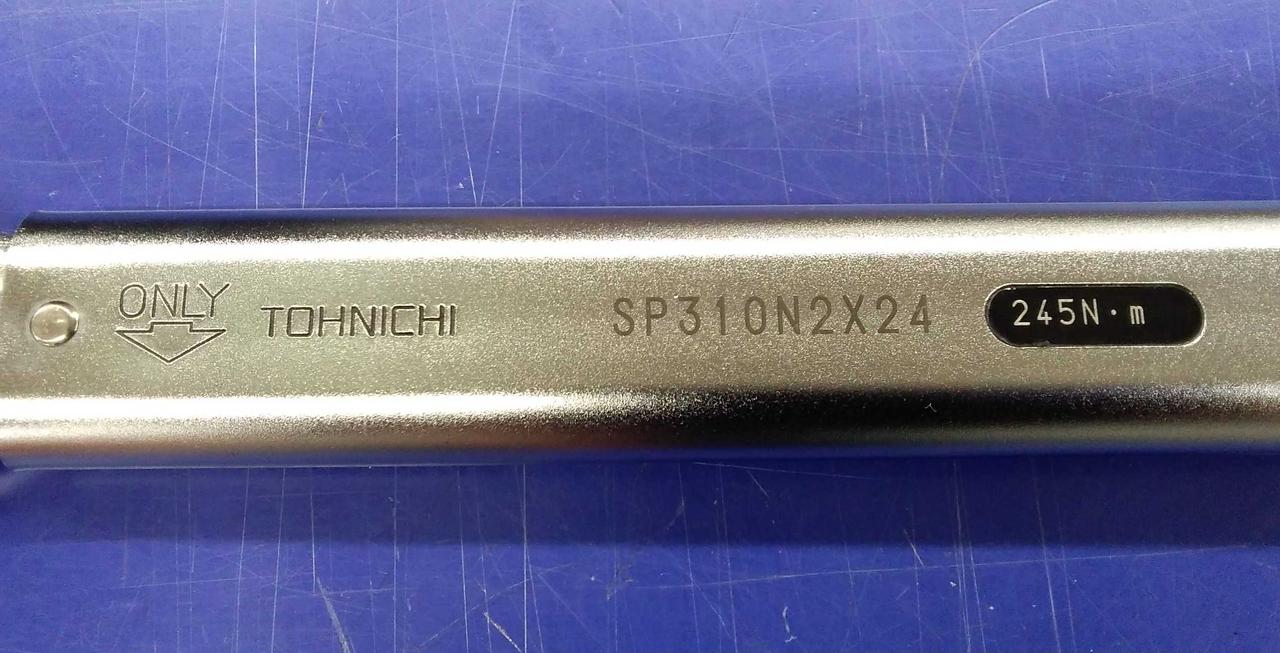 ONLY
TOHNICHI
SP310N2X24
245N·m